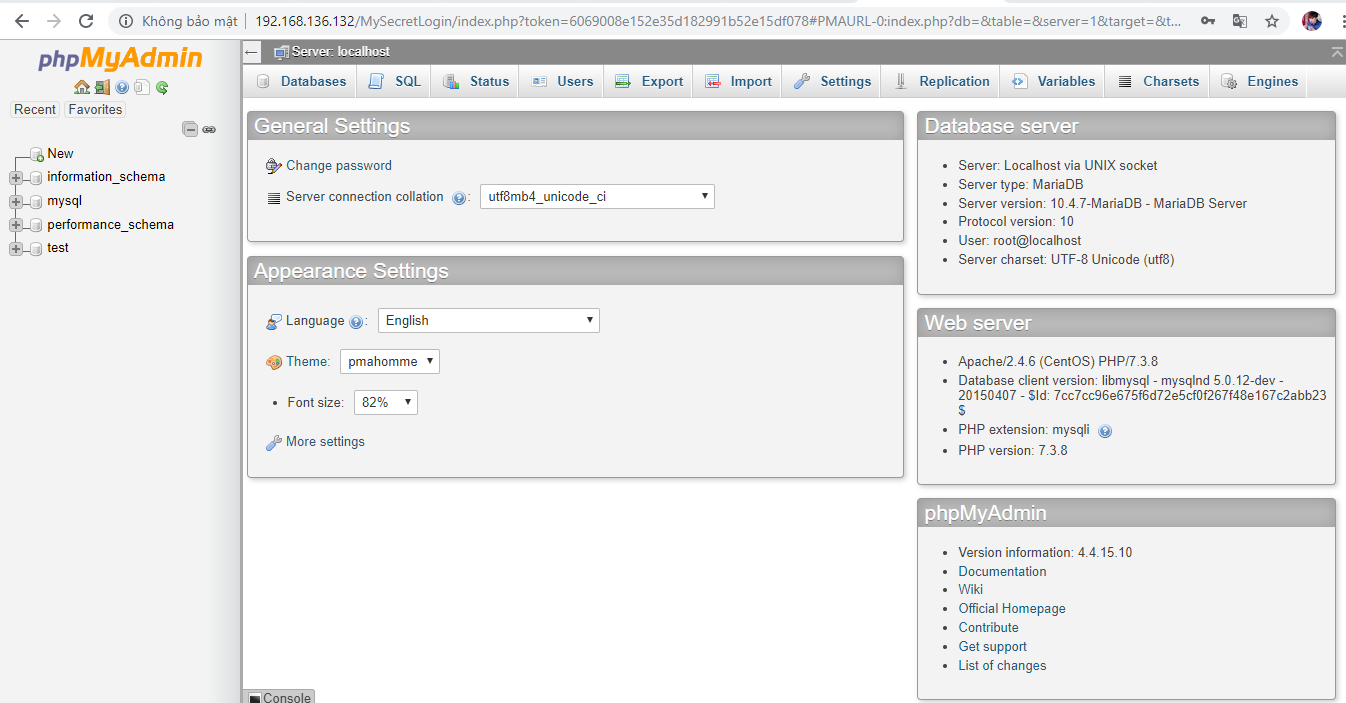 Không bảo mật | 192.168.136.132/MySecretLogin/index.php?token=6069008e152e35d182991b52e15df078#PMAURL-0:index.php?db=&table=&server=1&target=&t...
phpMyAdmin
Recent Favorites
New
information_schema
mysql
performance_schema
test
Server: localhost
Databases SQL Status Users Export Import Settings Replication Variables Charsets Engines
General Settings
Change password
Server connection collation : utf8mb4_unicode_ci
Appearance Settings
Language : English
Theme: pmahomme
Font size: 82%
More settings
Database server
Server: Localhost via UNIX socket
Server type: MariaDB
Server version: 10.4.7-MariaDB - MariaDB Server
Protocol version: 10
User: root@localhost
Server charset: UTF-8 Unicode (utf8)
Web server
Apache/2.4.6 (CentOS) PHP/7.3.8
Database client version: libmysql - mysqlnd 5.0.12-dev -
20150407 - $Id: 7cc7cc96e675f6d72e5cf0f267f48e167c2abb23
$
PHP extension: mysqli
PHP version: 7.3.8
phpMyAdmin
Version information: 4.4.15.10
Documentation
Wiki
Official Homepage
Contribute
Get support
List of changes
Console